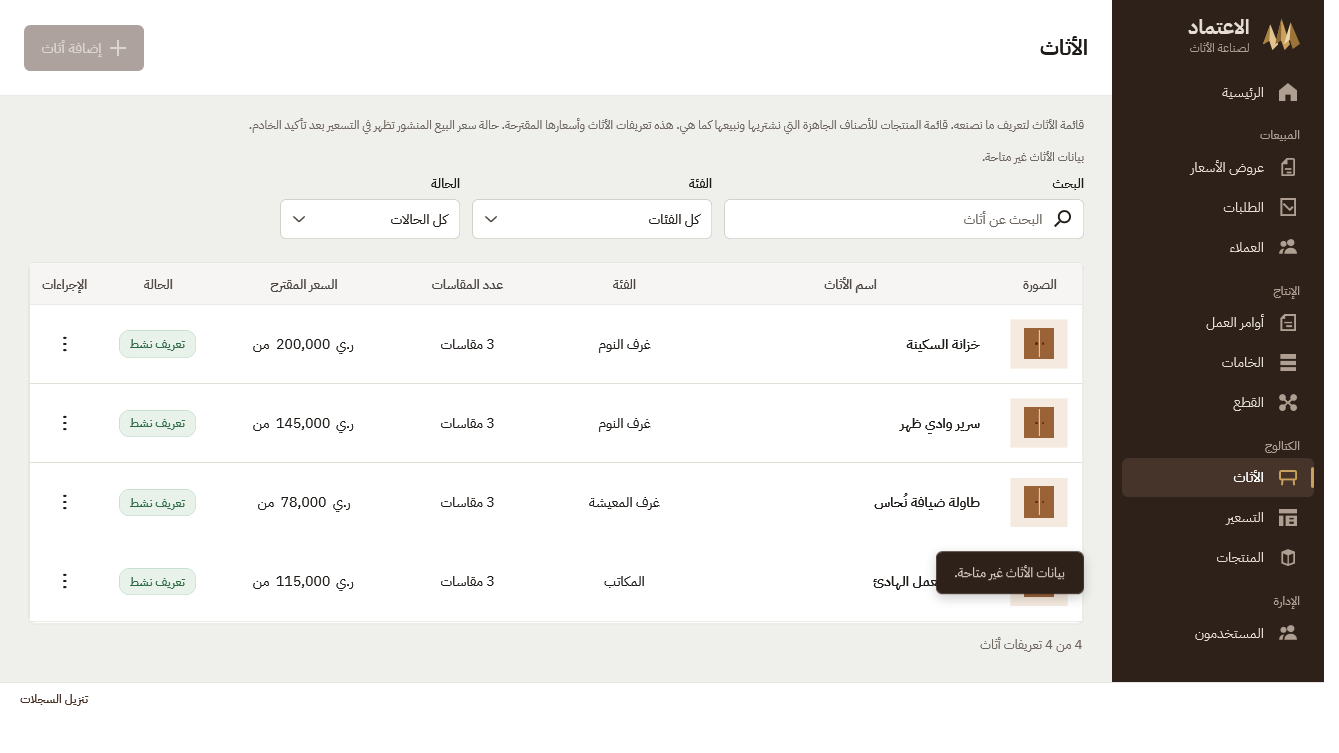 الاعتماد
لصناعة الأثاث
الرئيسية
المبيعات
عروض الأسعار
الطلبات
العملاء
الإنتاج
أوامر العمل
الخامات
القطع
الكتالوج
الأثاث
التسعير
المنتجات
الإدارة
المستخدمون
الأثاث
إضافة أثاث
قائمة الأثاث لتعريف ما نصنعه. قائمة المنتجات للأصناف الجاهزة التي نشتريها ونبيعها كما هي. هذه تعريفات الأثاث وأسعارها المقترحة. حالة سعر البيع المنشور تظهر في التسعير بعد تأكيد الخادم.
بيانات الأثاث غير متاحة.
البحث الفئة الحالة
البحث عن أثاث كل الفئات كل الحالات
الصورة اسم الأثاث الفئة عدد المقاسات السعر المقترح الحالة الإجراءات
خزانة السكينة غرف النوم 3 مقاسات من 200,000 ر.ي تعريف نشط
سرير وادي ظهر غرف النوم 3 مقاسات من 145,000 ر.ي تعريف نشط
طاولة ضيافة نُحاس غرف المعيشة 3 مقاسات من 78,000 ر.ي تعريف نشط
الهادئ المكاتب 3 مقاسات من 115,000 ر.ي تعريف نشط
بيانات الأثاث غير متاحة.
4 من 4 تعريفات أثاث
تنزيل السجلات